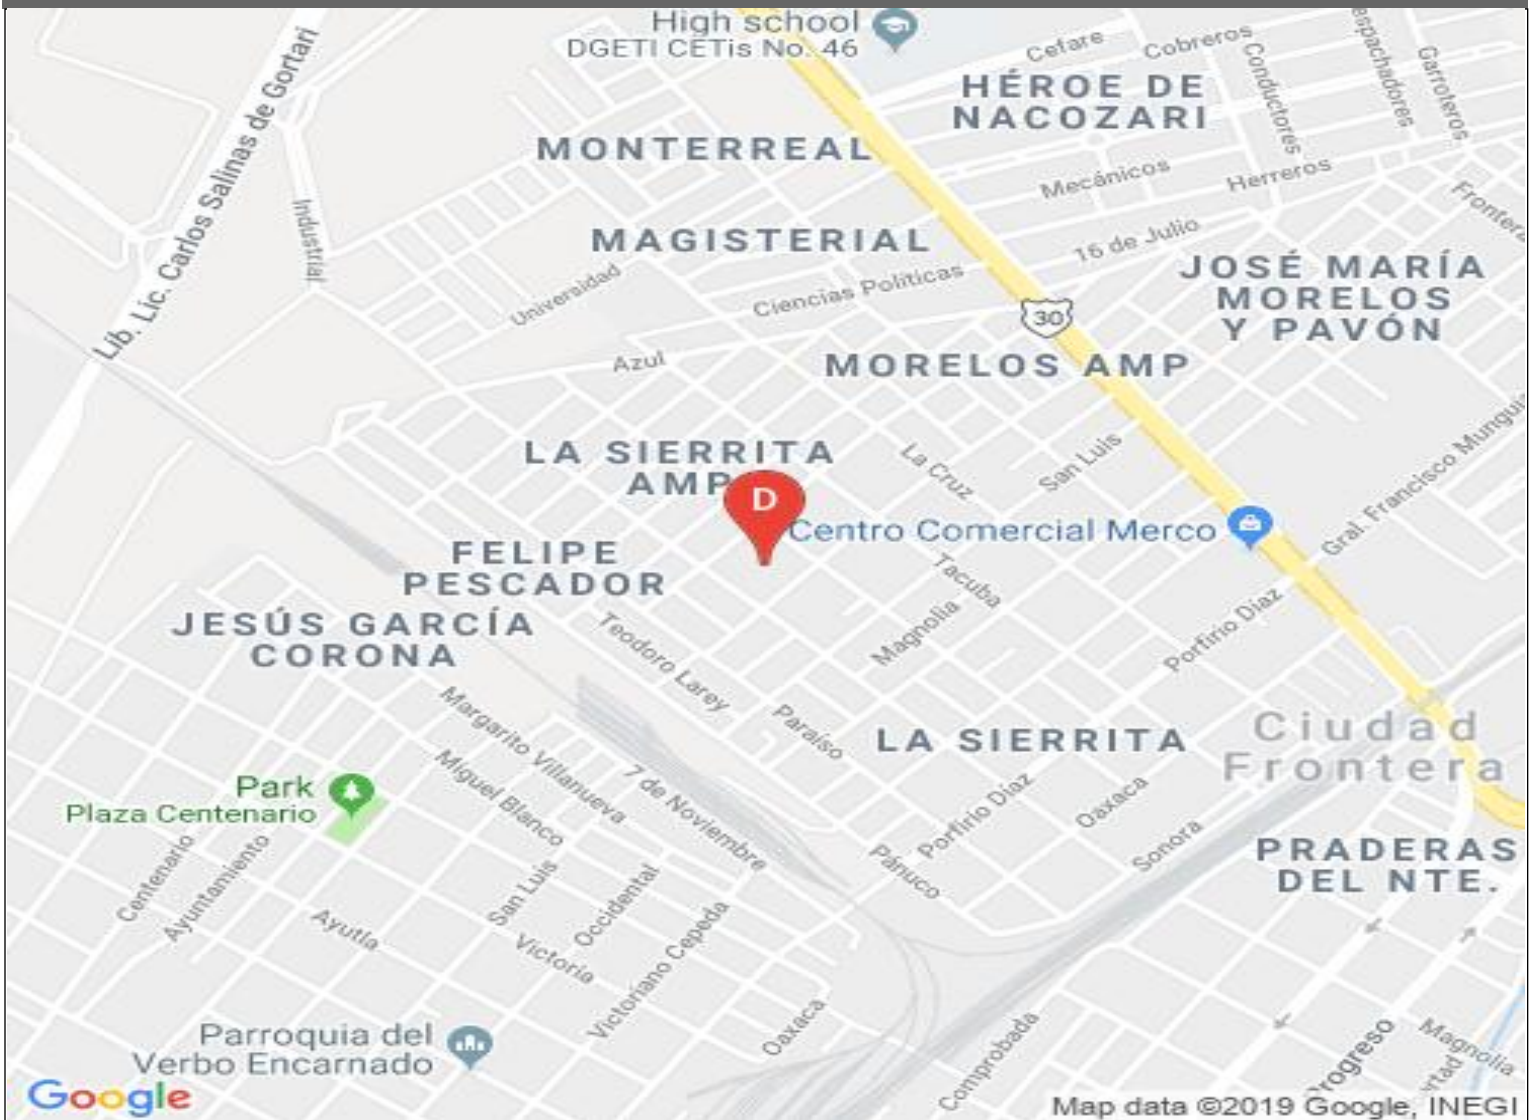 High school
DGETI CETis No. 46
Cefare
Cobreros
Conductores
espachadores
Garroteros
HÉROE DE
NACOZARI
Lib. Lic. Carlos Salinas de Gortari
MONTERREAL
Mecánicos
Herreros
Frontera
Industrial
MAGISTERIAL
16 de Julio
Universidad
Ciencias Políticas
JOSÉ MARÍA
MORELOS
Y PAVÓN
30
Azul
MORELOS AMP
LA SIERRITA
AMP
D
La Cruz
San Luis
Gral. Francisco Munguia
Centro Comercial Merco
FELIPE
PESCADOR
Tacuba
Magnolia
Porfirio Díaz
JESÚS GARCÍA
CORONA
Teodoro Larey
Paraíso
LA SIERRITA
Ciudad
Frontera
Margarito Villanueva
Miguel Blanco
7 de Noviembre
Park
Plaza Centenario
Porfirio Díaz
Oaxaca
Sonora
Pánuco
PRADERAS
DEL NTE.
Centenario
Ayuntamiento
Ayutla
San Luis
Occidental
Victoria
Victoriano Cepeda
Oaxaca
Comprobada
Progreso
Magnolia
ertad
Parroquia del
Verbo Encarnado
Google
Map data ©2019 Google, INEGI